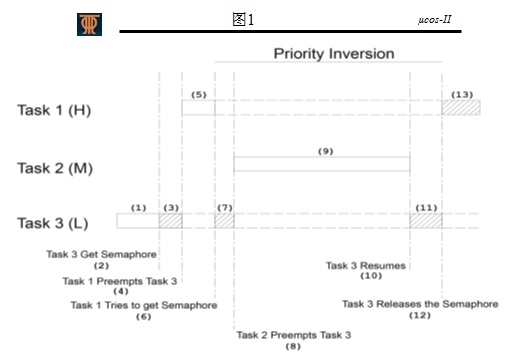 图1
μcos-II
Priority Inversion
(5)
(13)
Task 1 (H)
(9)
Task 2 (M)
(1)
(3)
(7)
(11)
Task 3 (L)
Task 3 Get Semaphore
(2)
Task 3 Resumes
(10)
Task 1 Preempts Task 3
(4)
Task 1 Tries to get Semaphore
(6)
Task 3 Releases the Semaphore
(12)
Task 2 Preempts Task 3
(8)